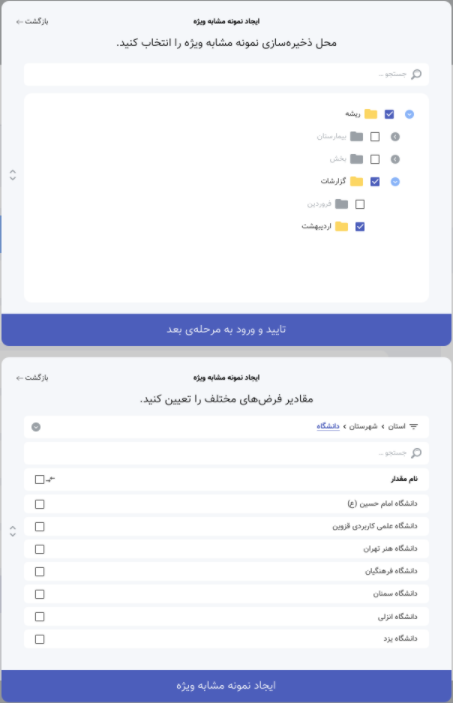 ایجاد نمونه مشابه ویژه
بازگشت
محل ذخیره‌سازی نمونه مشابه ویژه را انتخاب کنید.
جستجو ...
ریشه
بیمارستان
بخش
گزارشات
فروردین
اردیبهشت
تایید و ورود به مرحله‌ی بعد
ایجاد نمونه مشابه ویژه
بازگشت
مقادیر فرض‌های مختلف را تعیین کنید.
استان › شهرستان › دانشگاه
جستجو ...
نام مقدار
دانشگاه امام حسین (ع)
دانشگاه علمی کاربردی قزوین
دانشگاه هنر تهران
دانشگاه فرهنگیان
دانشگاه سمنان
دانشگاه انزلی
دانشگاه یزد
ایجاد نمونه مشابه ویژه